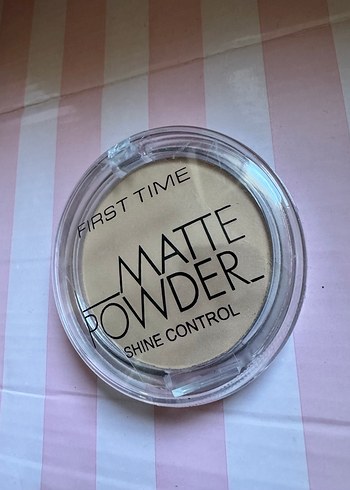 FIRST TIME
MATTE
POWDER
SHINE CONTROL